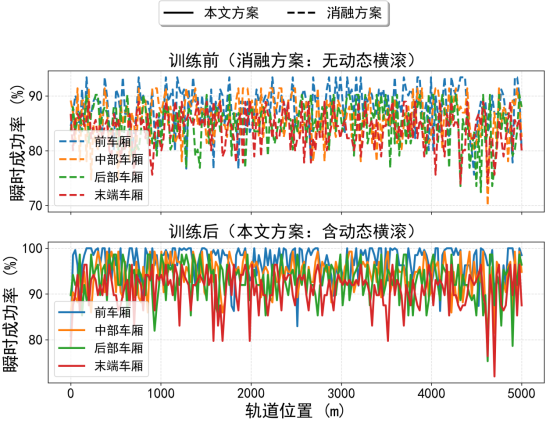 本文方案 消融方案
训练前（消融方案：无动态横滚）
瞬时成功率 (%)
90
80
70
前车厢
中部车厢
后部车厢
末端车厢
训练后（本文方案：含动态横滚）
瞬时成功率 (%)
100
90
80
前车厢
中部车厢
后部车厢
末端车厢
0 1000 2000 3000 4000 5000
轨道位置 (m)